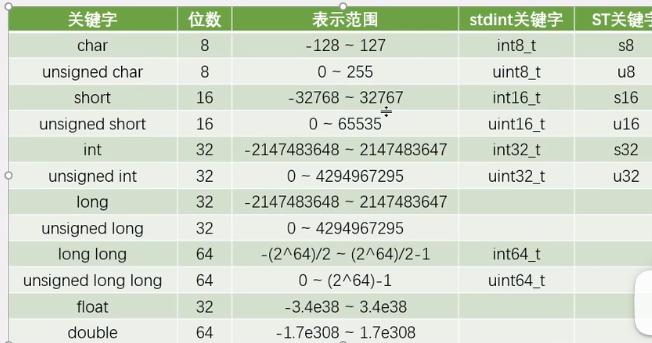 关键字 位数 表示范围 stdint关键字 ST关键字
char 8 -128 ~ 127 int8_t s8
unsigned char 8 0 ~ 255 uint8_t u8
short 16 -32768 ~ 32767 int16_t s16
unsigned short 16 0 ~ 65535 uint16_t u16
int 32 -2147483648 ~ 2147483647 int32_t s32
unsigned int 32 0 ~ 4294967295 uint32_t u32
long 32 -2147483648 ~ 2147483647
unsigned long 32 0 ~ 4294967295
long long 64 -(2^64)/2 ~ (2^64)/2-1 int64_t
unsigned long long 64 0 ~ (2^64)-1 uint64_t
float 32 -3.4e38 ~ 3.4e38
double 64 -1.7e308 ~ 1.7e308